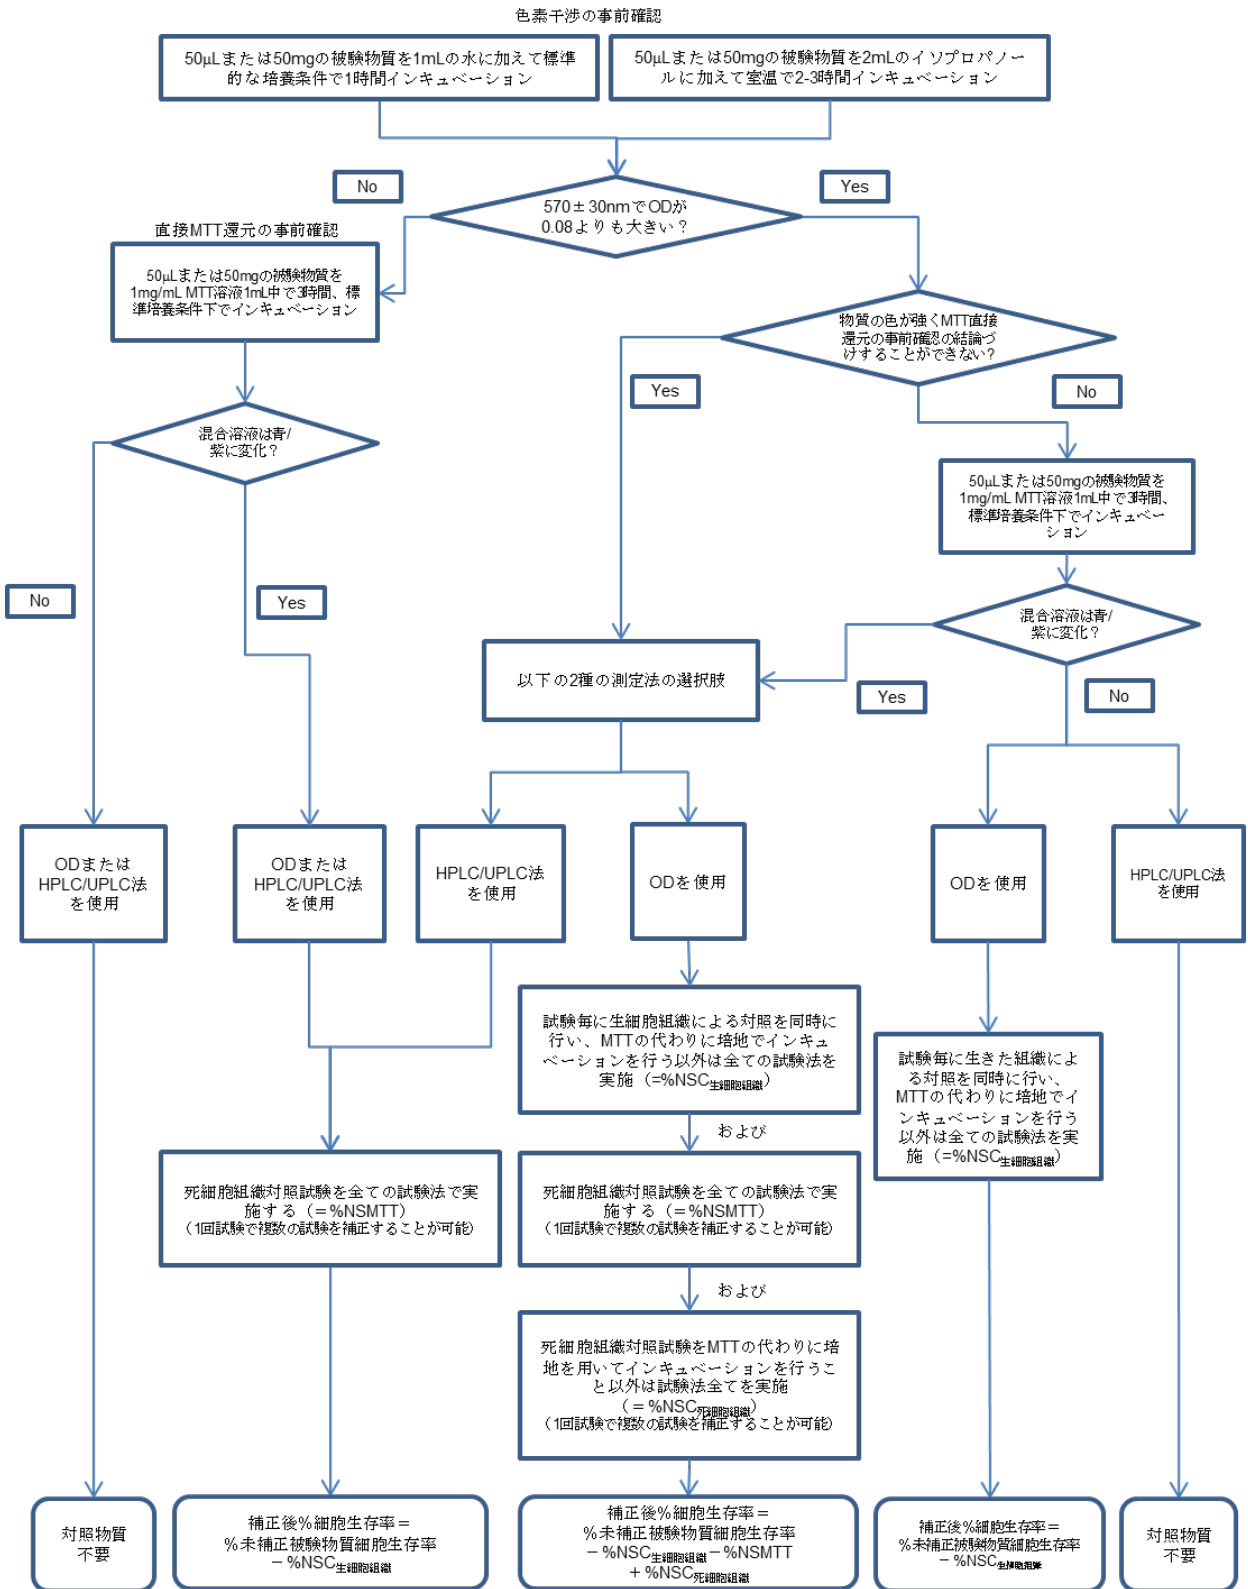 色素干渉の事前確認
50μLまたは50mgの被験物質を1mLの水に加えて標準
的な培養条件で1時間インキュベーション
50μLまたは50mgの被験物質を2mLのイソプロパノー
ルに加えて室温で2-3時間インキュベーション
No
Yes
570±30nmでODが
0.08よりも大きい？
直接MTT還元の事前確認
50μLまたは50mgの被験物質を
1mg/mL MTT溶液1mL中で3時間、標
準培養条件下でインキュベーション
物質の色が強くMTT直接
還元の事前確認の結論づ
けすることができない？
Yes
No
混合溶液は青/
紫に変化？
50μLまたは50mgの被験物質を
1mg/mL MTT溶液1mL中で3時間、
標準培養条件下でインキュベー
ション
No
Yes
混合溶液は青/
紫に変化？
以下の2種の測定法の選択肢
Yes
No
ODまたは
HPLC/UPLC法
を使用
ODまたは
HPLC/UPLC法
を使用
HPLC/UPLC法
を使用
ODを使用
ODを使用
HPLC/UPLC法
を使用
試験毎に生細胞組織による対照を同時に
行い、MTTの代わりに培地でインキュ
ベーションを行う以外は全ての試験法を
実施（=%NSC生細胞組織）
試験毎に生きた組織によ
る対照を同時に行い、
MTTの代わりに培地でイ
ンキュベーションを行う
以外は全ての試験法を実
施（=%NSC生細胞組織）
および
死細胞組織対照試験を全ての試験法で実
施する（=%NSMTT）
（1回試験で複数の試験を補正することが可能）
死細胞組織対照試験を全ての試験法で実
施する（=%NSMTT）
（1回試験で複数の試験を補正することが可能）
および
死細胞組織対照試験をMTTの代わりに培
地を用いてインキュベーションを行うこ
と以外は試験法全てを実施
（=%NSC死細胞組織）
（1回試験で複数の試験を補正することが可能）
対照物質
不要
補正後%細胞生存率＝
%未補正被験物質細胞生存率
－%NSC生細胞組織
補正後%細胞生存率＝
%未補正被験物質細胞生存率
－%NSC生細胞組織－%NSMTT
＋%NSC死細胞組織
補正後%細胞生存率＝
%未補正被験物質細胞生存率
－%NSC生細胞組織
対照物質
不要